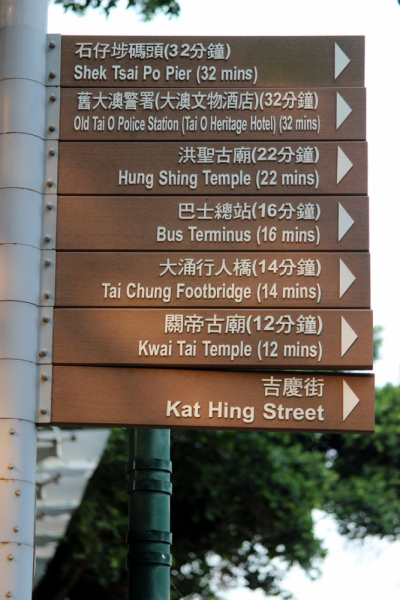 石仔埗碼頭(32分鐘)
Shek Tsai Po Pier (32 mins)
舊大澳警署(大澳文物酒店)(32分鐘)
Old Tai O Police Station (Tai O Heritage Hotel) (32 mins)
洪聖古廟(22分鐘)
Hung Shing Temple (22 mins)
巴士總站(16分鐘)
Bus Terminus (16 mins)
大涌行人橋(14分鐘)
Tai Chung Footbridge (14 mins)
關帝古廟(12分鐘)
Kwai Tai Temple (12 mins)
吉慶街
Kat Hing Street